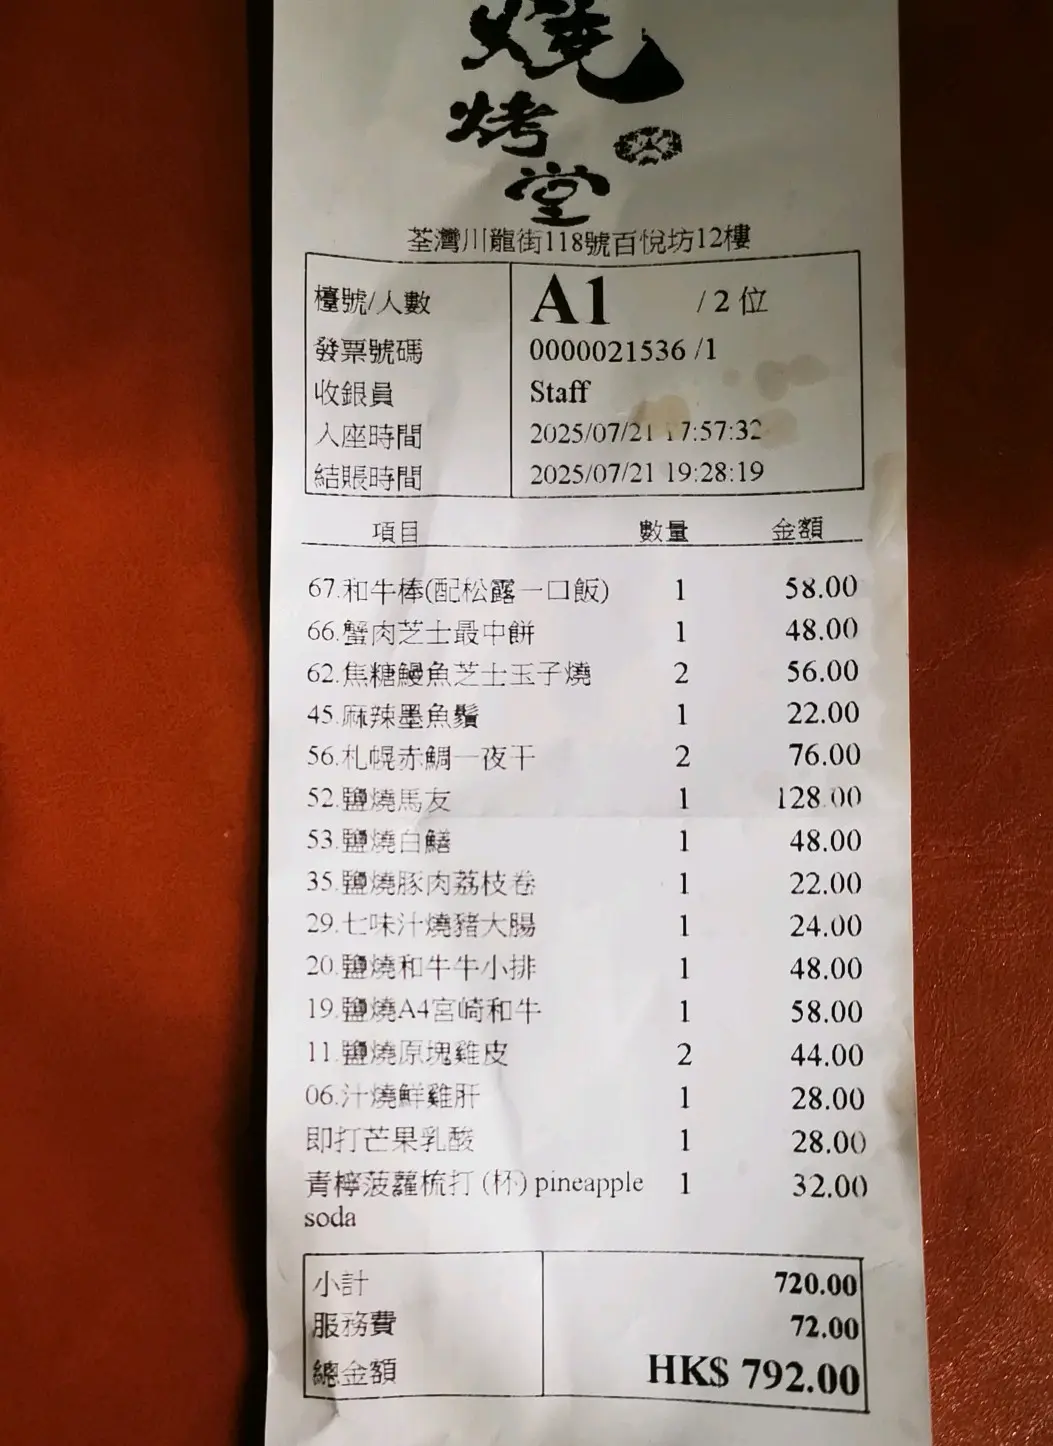 燒
烤
堂
荃灣川龍街118號百悅坊12樓
檯號/人數 A1 / 2 位
發票號碼 0000021536 /1
收銀員 Staff
入座時間 2025/07/21 17:57:32
結賬時間 2025/07/21 19:28:19
項目 數量 金額
67.和牛棒(配松露一口飯) 1 58.00
66.蟹肉芝士最中餅 1 48.00
62.焦糖鰻魚芝士玉子燒 2 56.00
45.麻辣墨魚鬚 1 22.00
56.札幌赤鯛一夜干 2 76.00
52.鹽燒馬友 1 128.00
53.鹽燒白鱔 1 48.00
35.鹽燒豚肉荔枝卷 1 22.00
29.七味汁燒豬大腸 1 24.00
20.鹽燒和牛牛小排 1 48.00
19.鹽燒A4宮崎和牛 1 58.00
11.鹽燒原塊雞皮 2 44.00
06.汁燒鮮雞肝 1 28.00
即打芒果乳酸 1 28.00
青檸菠蘿梳打 (杯) pineapple 1 32.00
soda
小計 720.00
服務費 72.00
總金額 HK$ 792.00